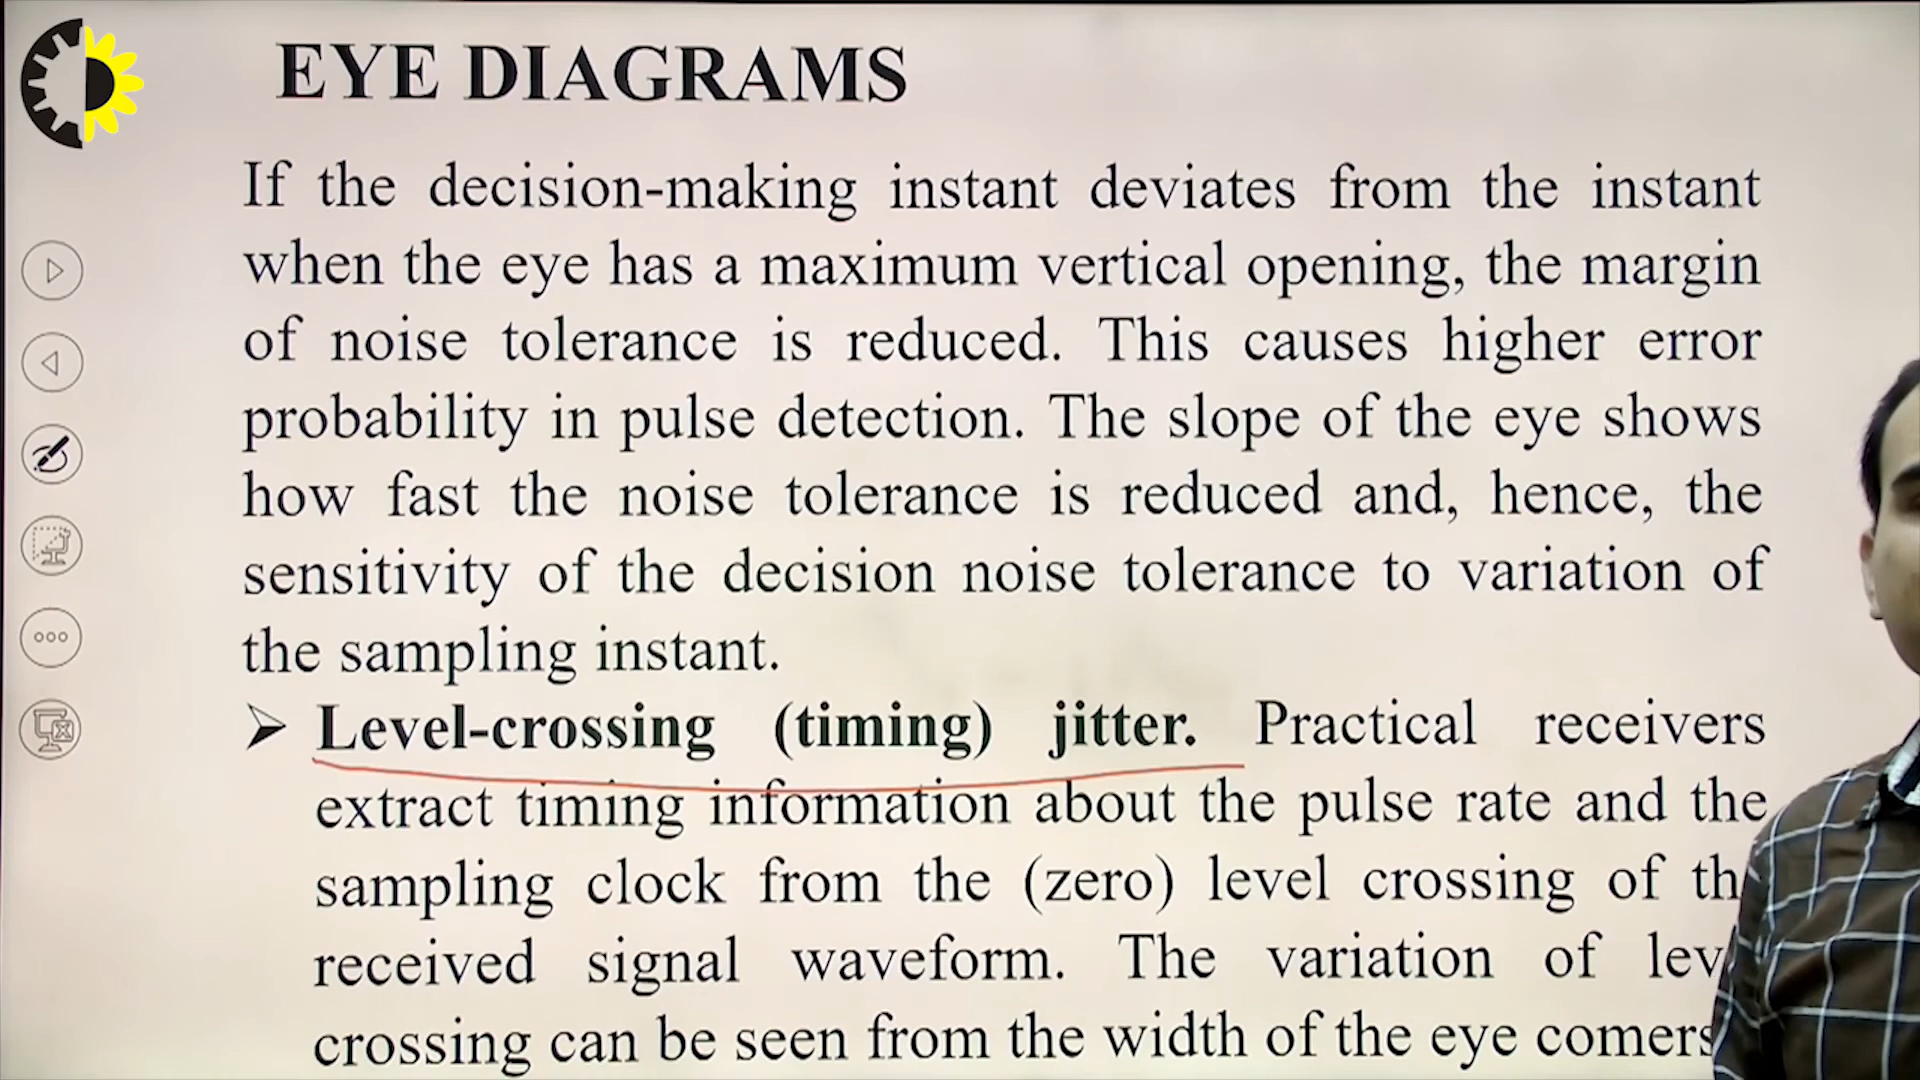 EYE DIAGRAMS
If the decision-making instant deviates from the instant
when the eye has a maximum vertical opening, the margin
of noise tolerance is reduced. This causes higher error
probability in pulse detection. The slope of the eye shows
how fast the noise tolerance is reduced and, hence, the
sensitivity of the decision noise tolerance to variation of
the sampling instant.
➢ Level-crossing (timing) jitter. Practical receivers
extract timing information about the pulse rate and the
sampling clock from the (zero) level crossing of th
received signal waveform. The variation of lev
crossing can be seen from the width of the eye comers